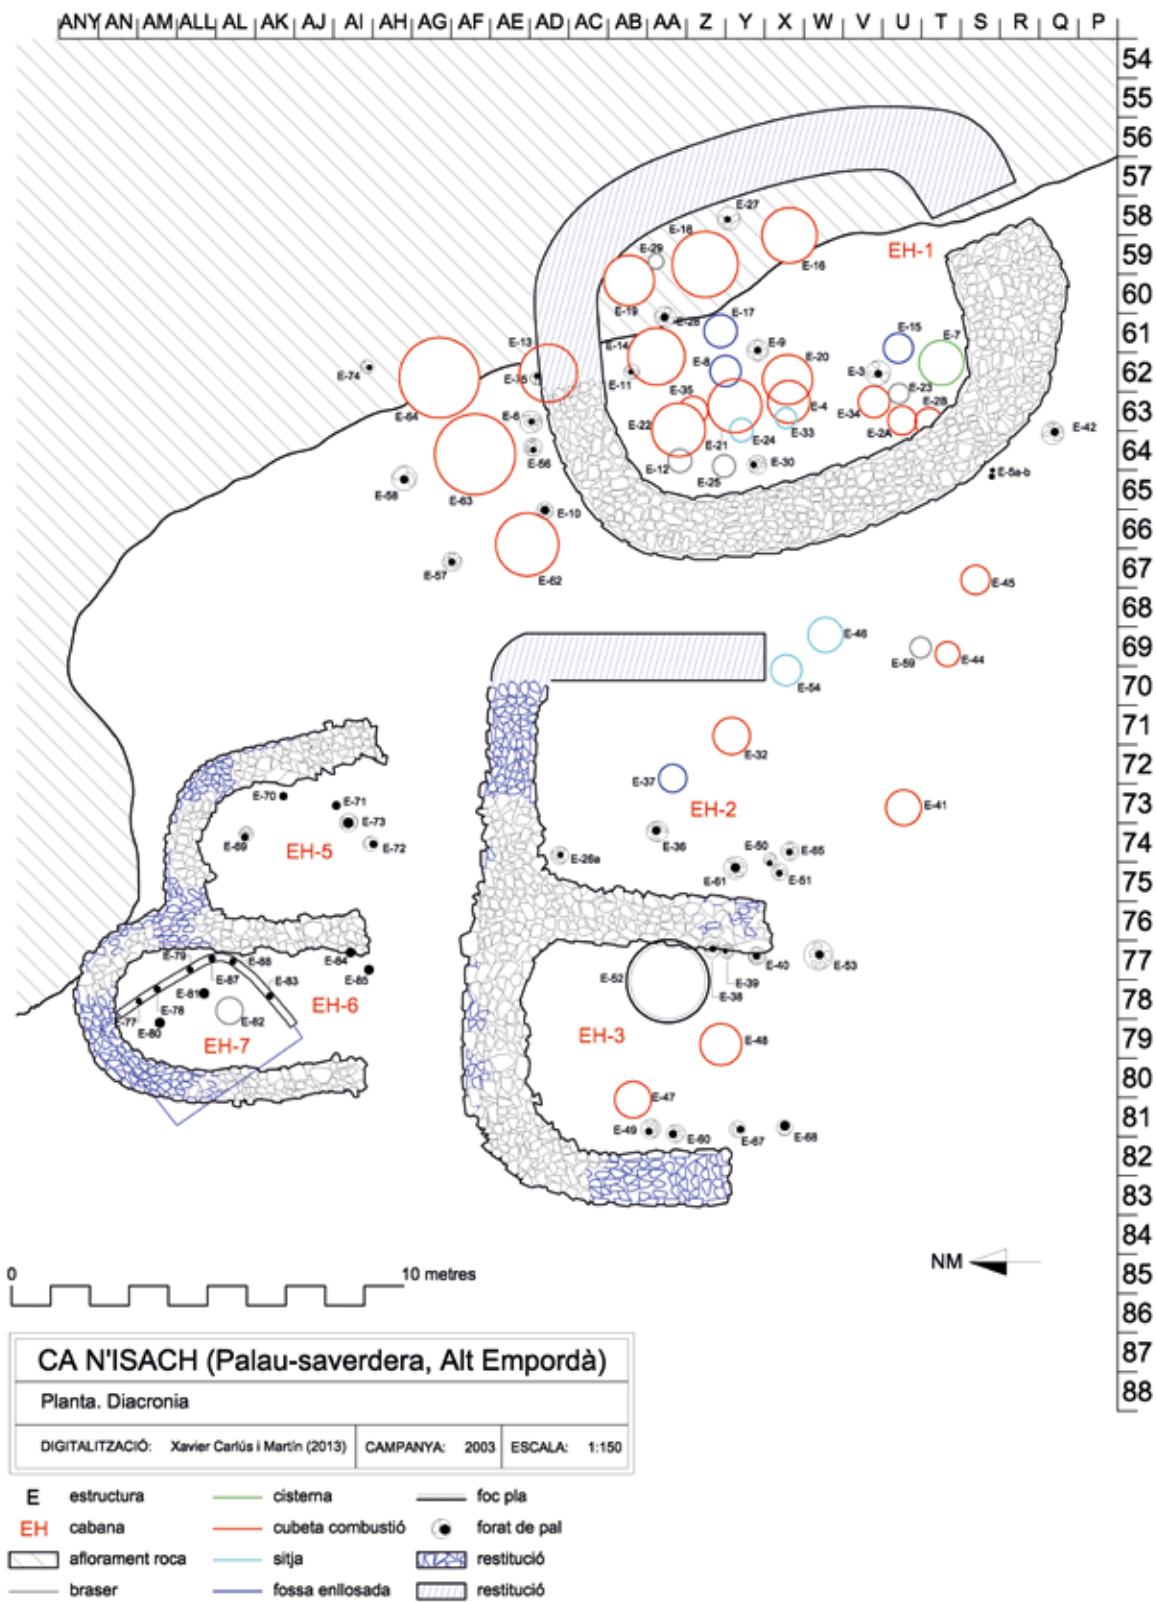 ANY AN AM ALL AL AK AJ AI AH AG AF AE AD AC AB AA Z Y X W V U T S R Q P
54
55
56
57
E-27
58
E-18
E-29
EH-1
59
E-16
E-19
60
E-28
E-17
61
E-13
E-14
E-15
E-7
E-9
E-20
E-8
E-74
E-75
E-11
E-3
62
E-35
E-23
E-64
E-6
E-4
E-34
E-2B
63
E-22
E-21
E-24
E-33
E-2A
E-42
E-56
64
E-12
E-30
E-25
E-5a-b
E-58
E-63
65
E-10
66
E-57
E-62
67
E-45
68
E-46
69
E-59
E-44
E-54
70
71
E-32
E-37
72
E-70
E-71
EH-2
E-41
73
E-73
E-69
E-36
E-50
E-65
74
EH-5
E-72
E-26a
E-61
E-51
75
76
E-79
E-88
E-84
E-52
E-40
E-53
77
E-87
E-83
E-85
E-39
E-81
E-38
78
E-77
E-78
E-82
EH-6
E-80
EH-7
EH-3
E-48
79
80
E-47
81
E-49
E-60
E-67
E-68
82
83
84
NM
85
0
10 metres
86
87
88
CA N'ISACH (Palau-saverdera, Alt Empordà)
Planta. Diacronia
DIGITALITZACIÓ: Xavier Carlús i Martín (2013) CAMPANYA: 2003 ESCALA: 1:150
E estructura cisterna foc pla
EH cabana cubeta combustió forat de pal
aflorament roca sitja restitució
braser fossa enllosada restitució